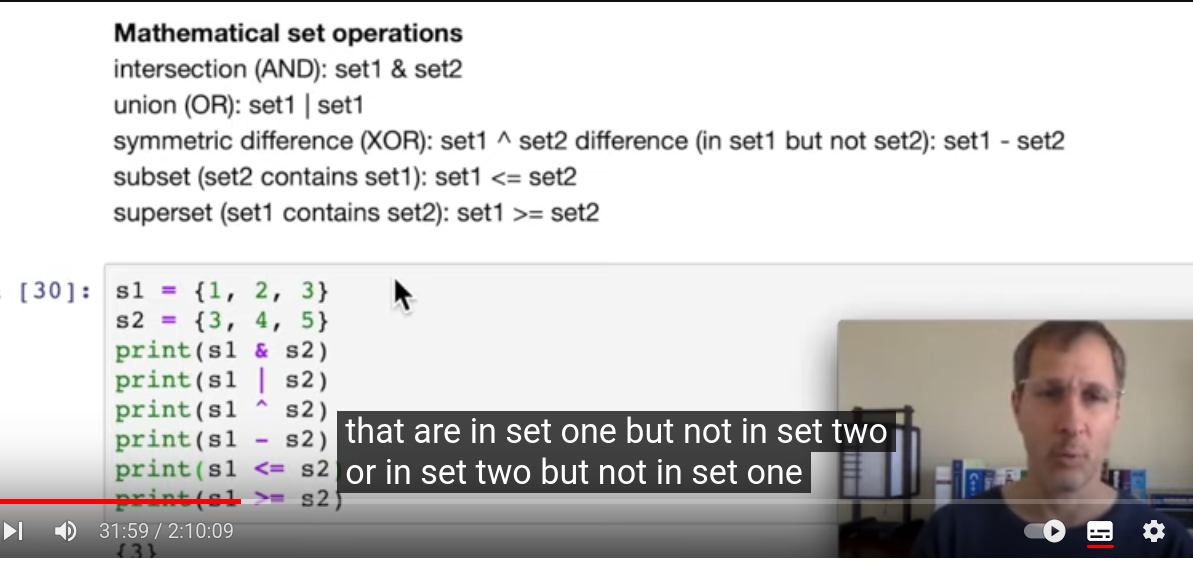 Mathematical set operations
intersection (AND): set1 & set2
union (OR): set1 | set1
symmetric difference (XOR): set1 ^ set2 difference (in set1 but not set2): set1 - set2
subset (set2 contains set1): set1 <= set2
superset (set1 contains set2): set1 >= set2
[30]: s1 = {1, 2, 3}
s2 = {3, 4, 5}
print(s1 & s2)
print(s1 | s2)
print(s1 ^ s2)
print(s1 - s2)
print(s1 <= s2
print(s1 >= s2)
that are in set one but not in set two
or in set two but not in set one
31:59 / 2:10:09
{3}